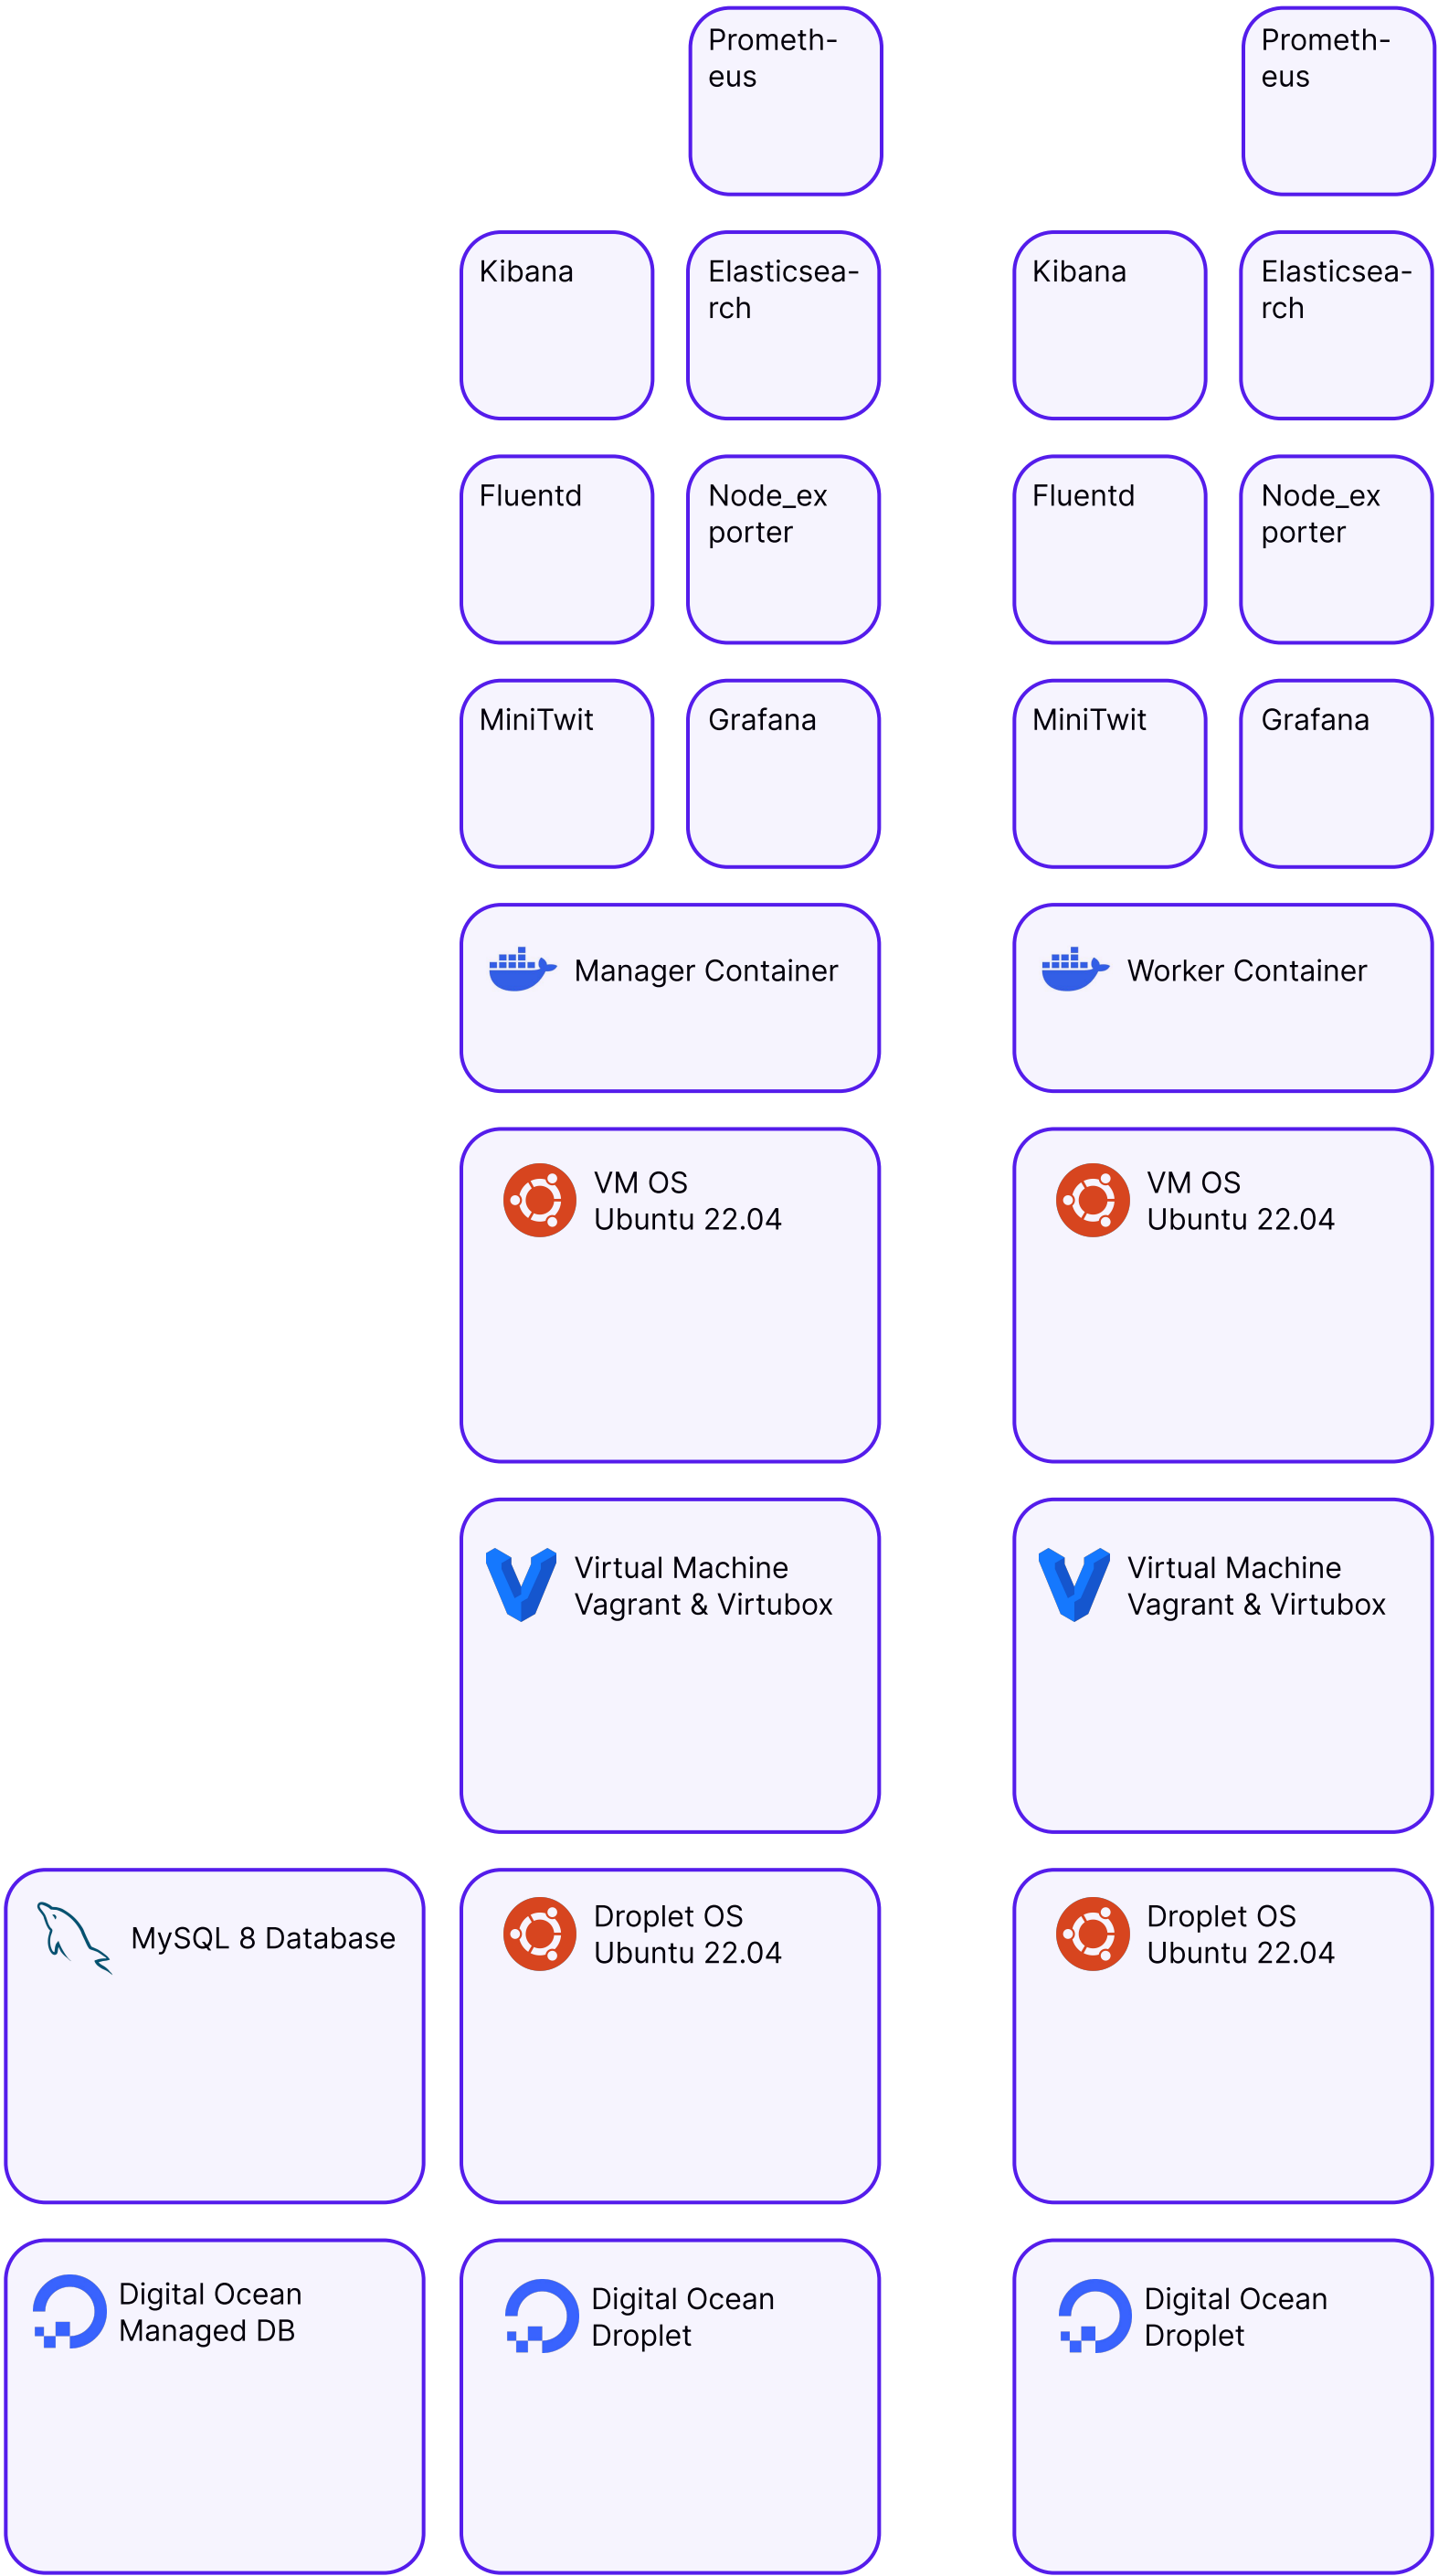 Prometh-
eus
Prometh-
eus
Kibana
Elasticsea-
rch
Kibana
Elasticsea-
rch
Fluentd
Node_ex
porter
Fluentd
Node_ex
porter
MiniTwit
Grafana
MiniTwit
Grafana
Manager Container
Worker Container
VM OS
Ubuntu 22.04
VM OS
Ubuntu 22.04
Virtual Machine
Vagrant & Virtubox
Virtual Machine
Vagrant & Virtubox
MySQL 8 Database
Droplet OS
Ubuntu 22.04
Droplet OS
Ubuntu 22.04
Digital Ocean
Managed DB
Digital Ocean
Droplet
Digital Ocean
Droplet